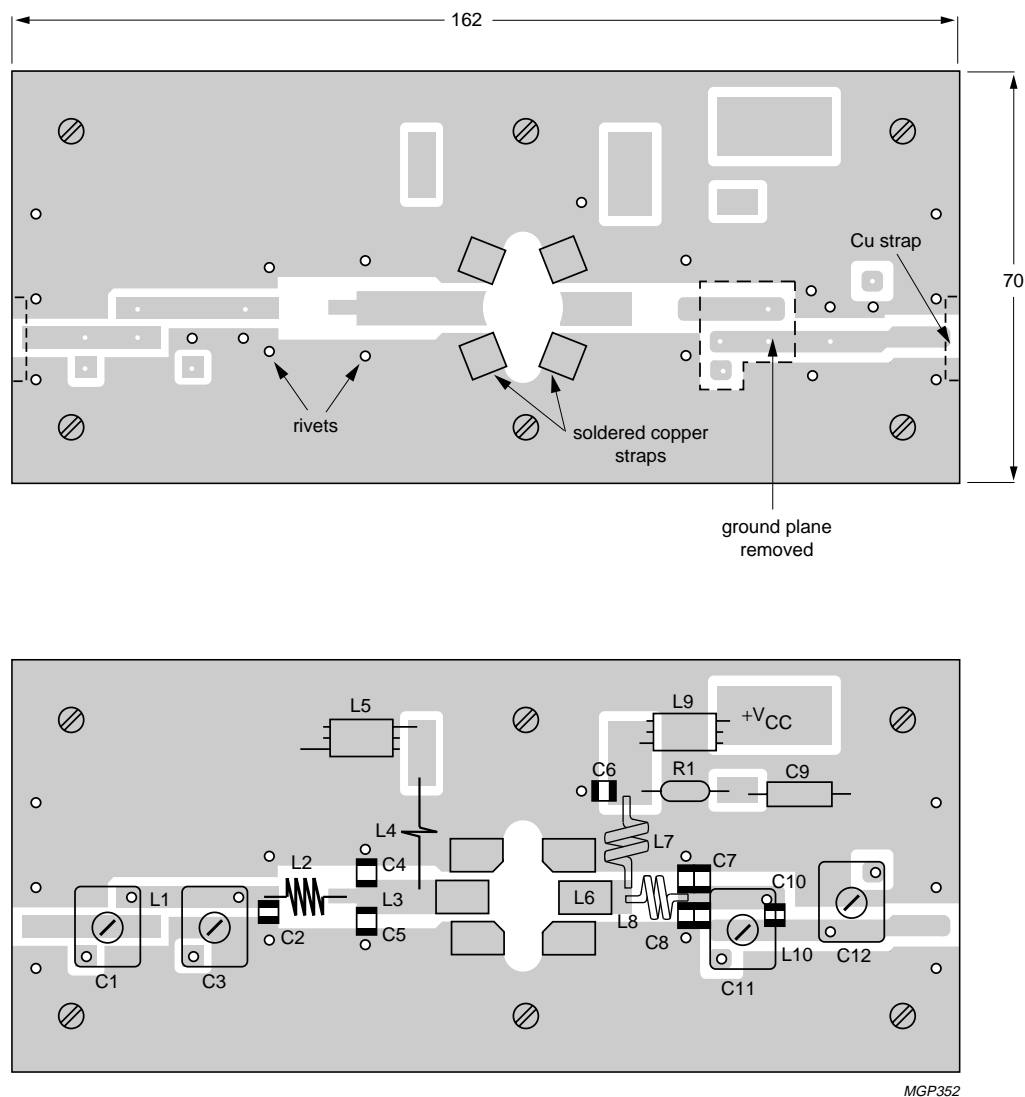 162
70
Cu strap
rivets
soldered copper
straps
ground plane
removed
L5
L9
+VCC
C6
R1
C9
L4
L7
L2
C4
C7
L1
L3
L6
C10
L8
C2
C5
C8
L10
C12
C1
C3
C11
MGP352